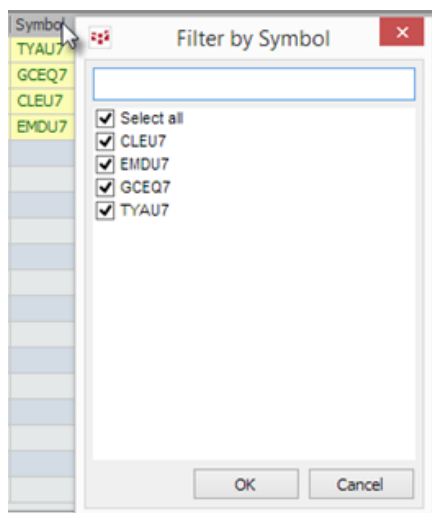 Symbol
TYAU7
GCEQ7
CLEU7
EMDU7
Filter by Symbol
Select all
CLEU7
EMDU7
GCEQ7
TYAU7
OK Cancel